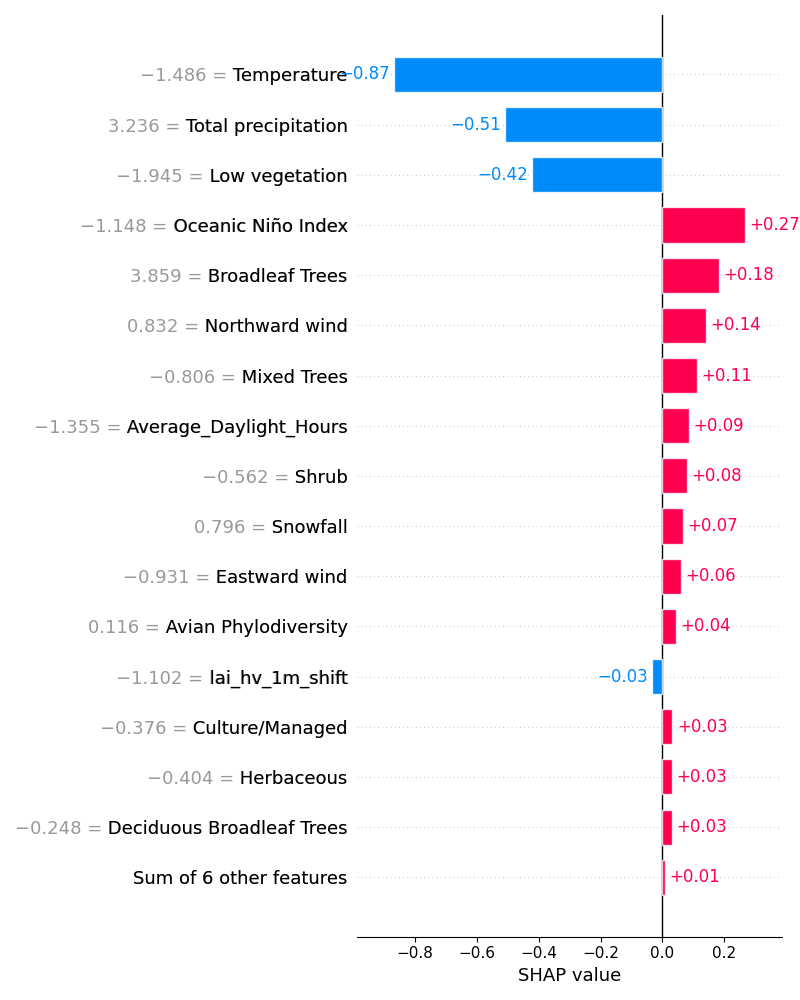 −1.486 = Temperature −0.87
3.236 = Total precipitation −0.51
−1.945 = Low vegetation −0.42
−1.148 = Oceanic Niño Index +0.27
3.859 = Broadleaf Trees +0.18
0.832 = Northward wind +0.14
−0.806 = Mixed Trees +0.11
−1.355 = Average_Daylight_Hours +0.09
−0.562 = Shrub +0.08
0.796 = Snowfall +0.07
−0.931 = Eastward wind +0.06
0.116 = Avian Phylodiversity +0.04
−1.102 = lai_hv_1m_shift −0.03
−0.376 = Culture/Managed +0.03
−0.404 = Herbaceous +0.03
−0.248 = Deciduous Broadleaf Trees +0.03
Sum of 6 other features +0.01
−0.8 −0.6 −0.4 −0.2 0.0 0.2
SHAP value